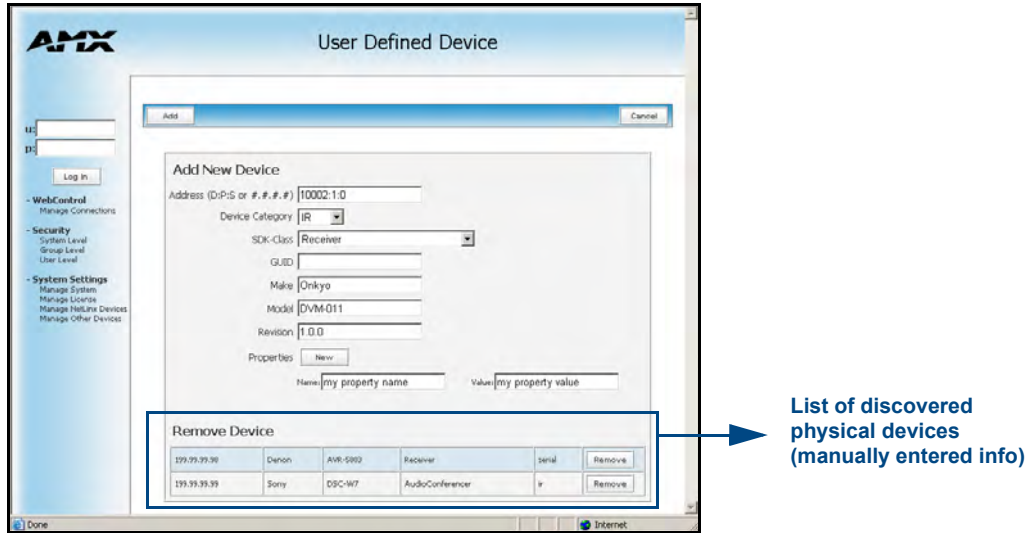 AMX
User Defined Device
u:
p:
Log in
- WebControl
Manage Connections
- Security
System Level
Group Level
User Level
- System Settings
Manage System
Manage License
Manage NetLinx Devices
Manage Other Devices
Add
Cancel
Add New Device
Address (D:P:S or #.#.#.#) 10002:1:0
Device Category IR
SDK-Class Receiver
GUID
Make Onkyo
Model DVM-011
Revision 1.0.0
Properties New
Name: my property name Value: my property value
Remove Device
199.99.99.90 Denon AVR-5803 Receiver serial Remove
199.99.99.99 Sony DSC-W7 AudioConferencer ir Remove
List of discovered
physical devices
(manually entered info)
Done
Internet